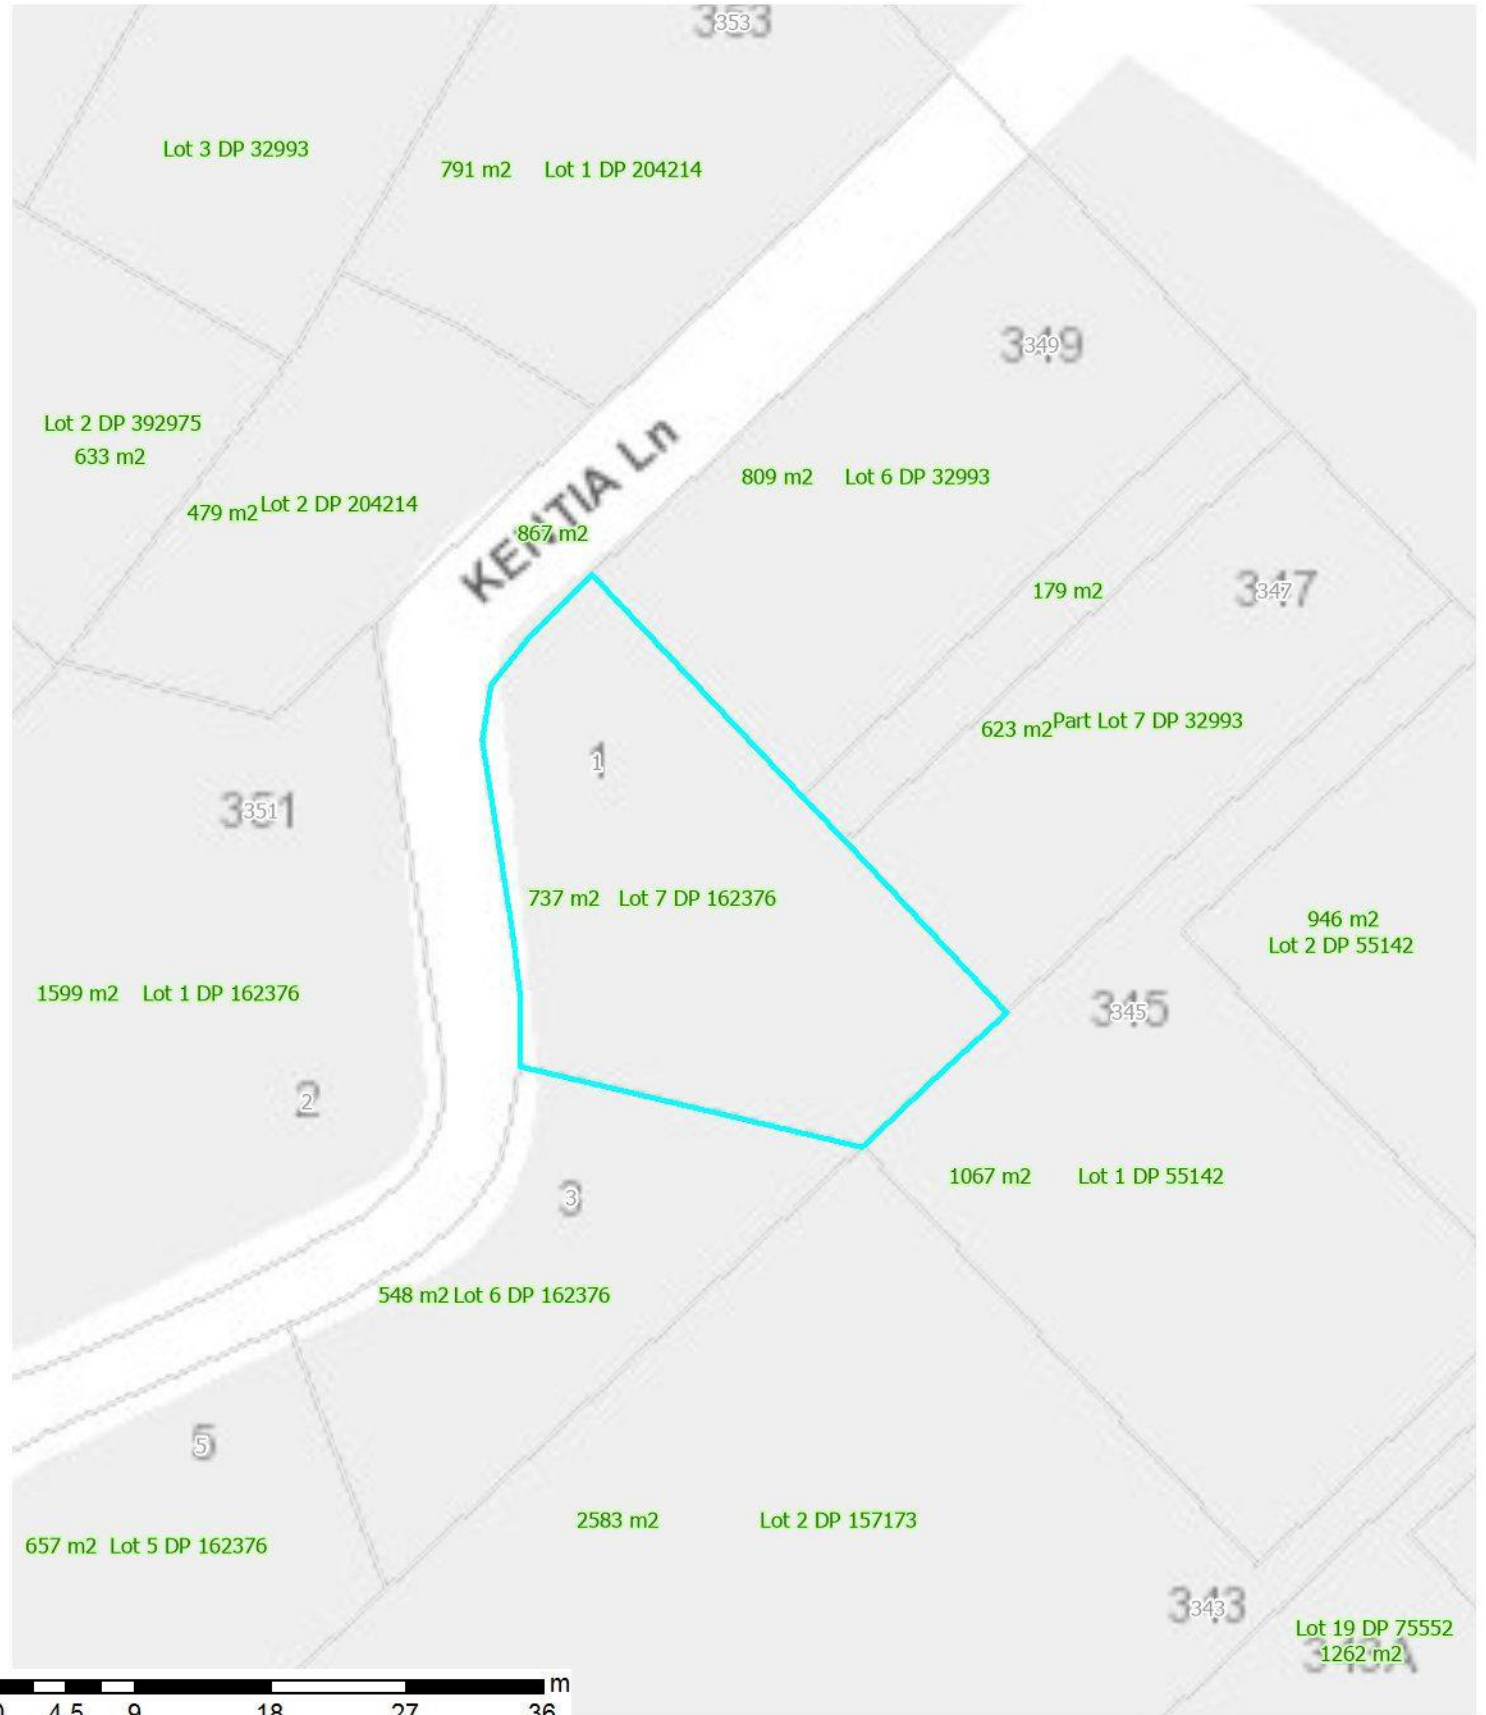 353
Lot 3 DP 32993
791 m2 Lot 1 DP 204214
349
Lot 2 DP 392975
633 m2
479 m2 Lot 2 DP 204214
KENTIA Ln
867 m2
809 m2 Lot 6 DP 32993
179 m2
347
623 m2 Part Lot 7 DP 32993
1
351
737 m2 Lot 7 DP 162376
946 m2
Lot 2 DP 55142
1599 m2 Lot 1 DP 162376
345
2
1067 m2 Lot 1 DP 55142
3
548 m2 Lot 6 DP 162376
5
2583 m2 Lot 2 DP 157173
657 m2 Lot 5 DP 162376
343
Lot 19 DP 75552
343A
1262 m2
m
0 4.5 9 18 27 36